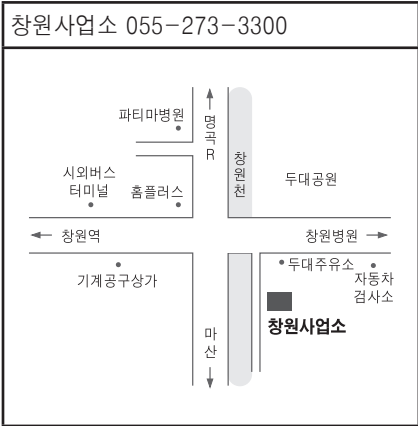 창원사업소 055-273-3300
파티마병원
명곡R
창원천
시외버스
터미널
홈플러스
두대공원
창원역
창원병원
기계공구상가
두대주유소
자동차
검사소
창원사업소
마산